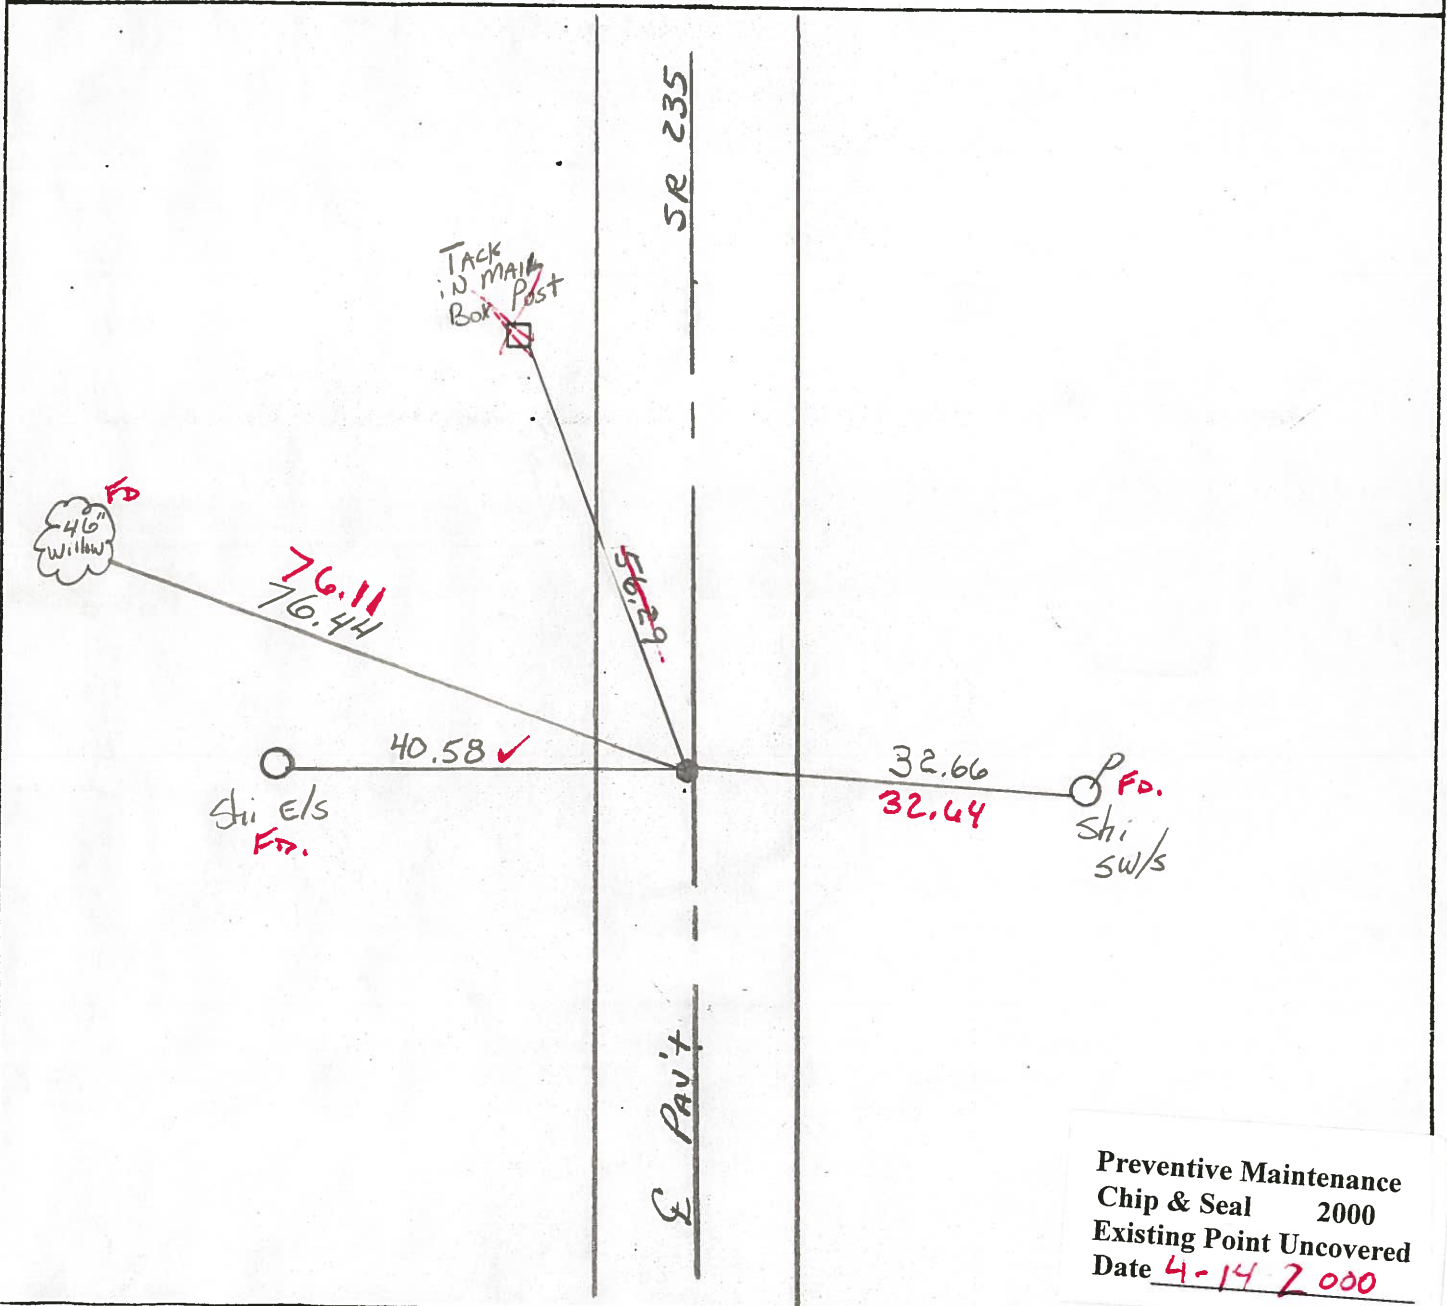 SR 235
TACK
iN MAIL
Box Post
FD
46"
Willow
76.11
76.44
56.29
40.58 ✓
Shi E/S
FD.
32.66
32.64
P FD.
Shi
SW/S
℄ PAV't
Preventive Maintenance
Chip & Seal 2000
Existing Point Uncovered
Date 4-14 2000